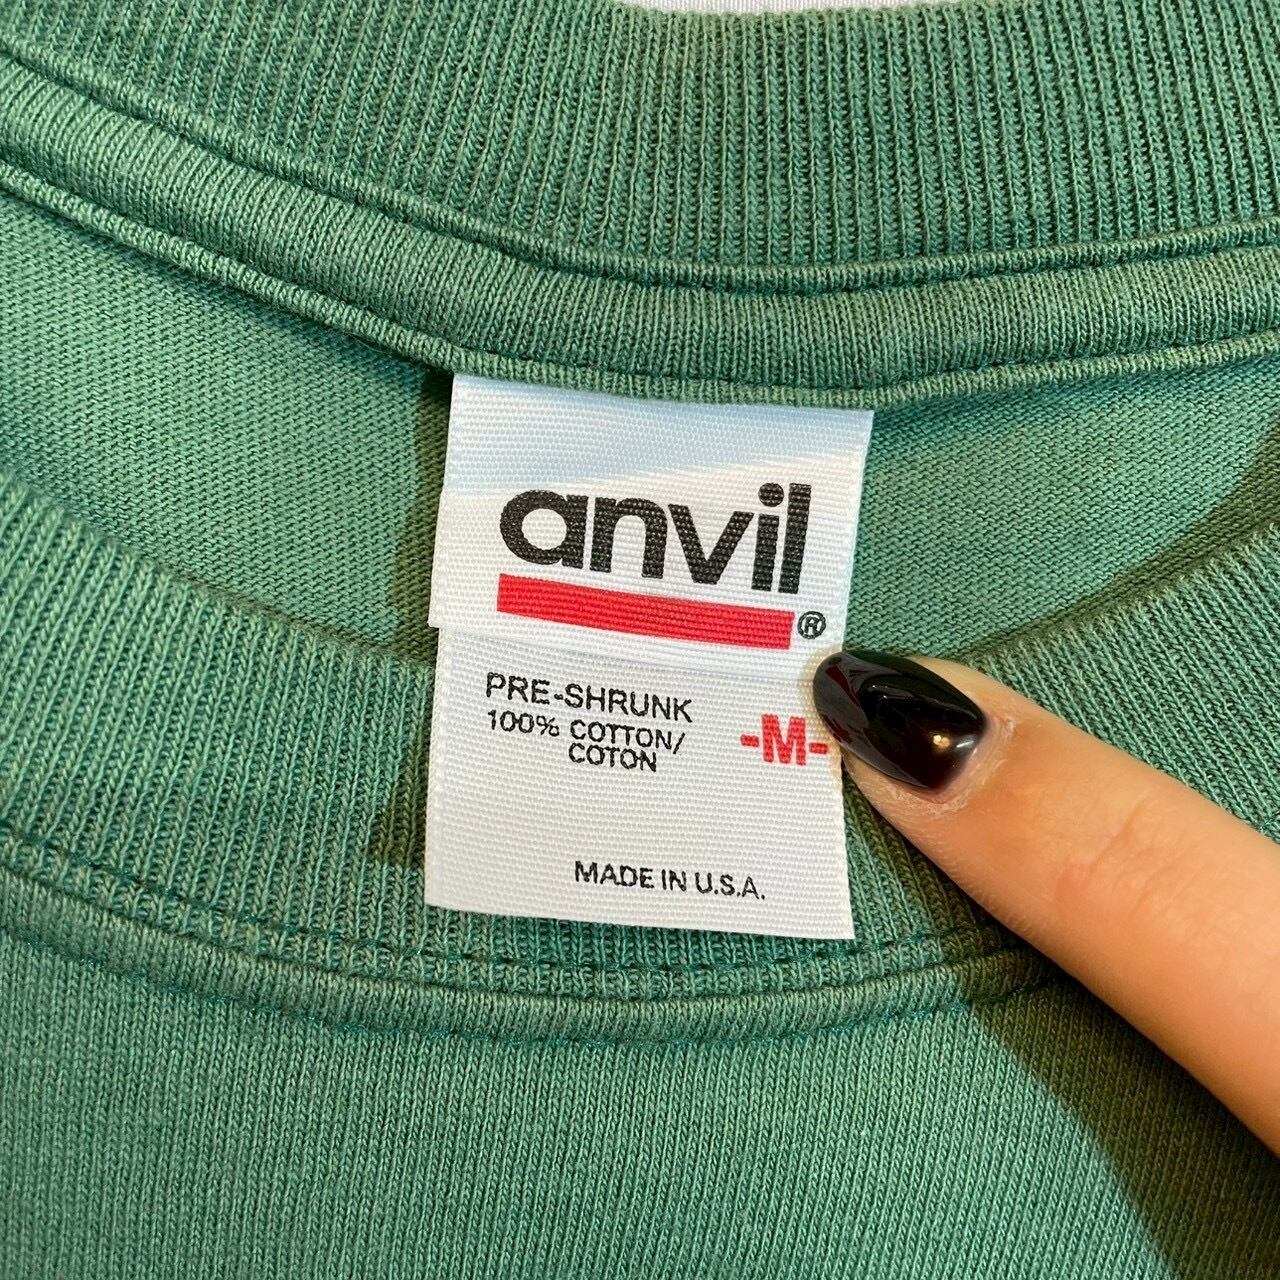 anvil®
PRE-SHRUNK
100% COTTON/
COTON
-M-
MADE IN U.S.A.